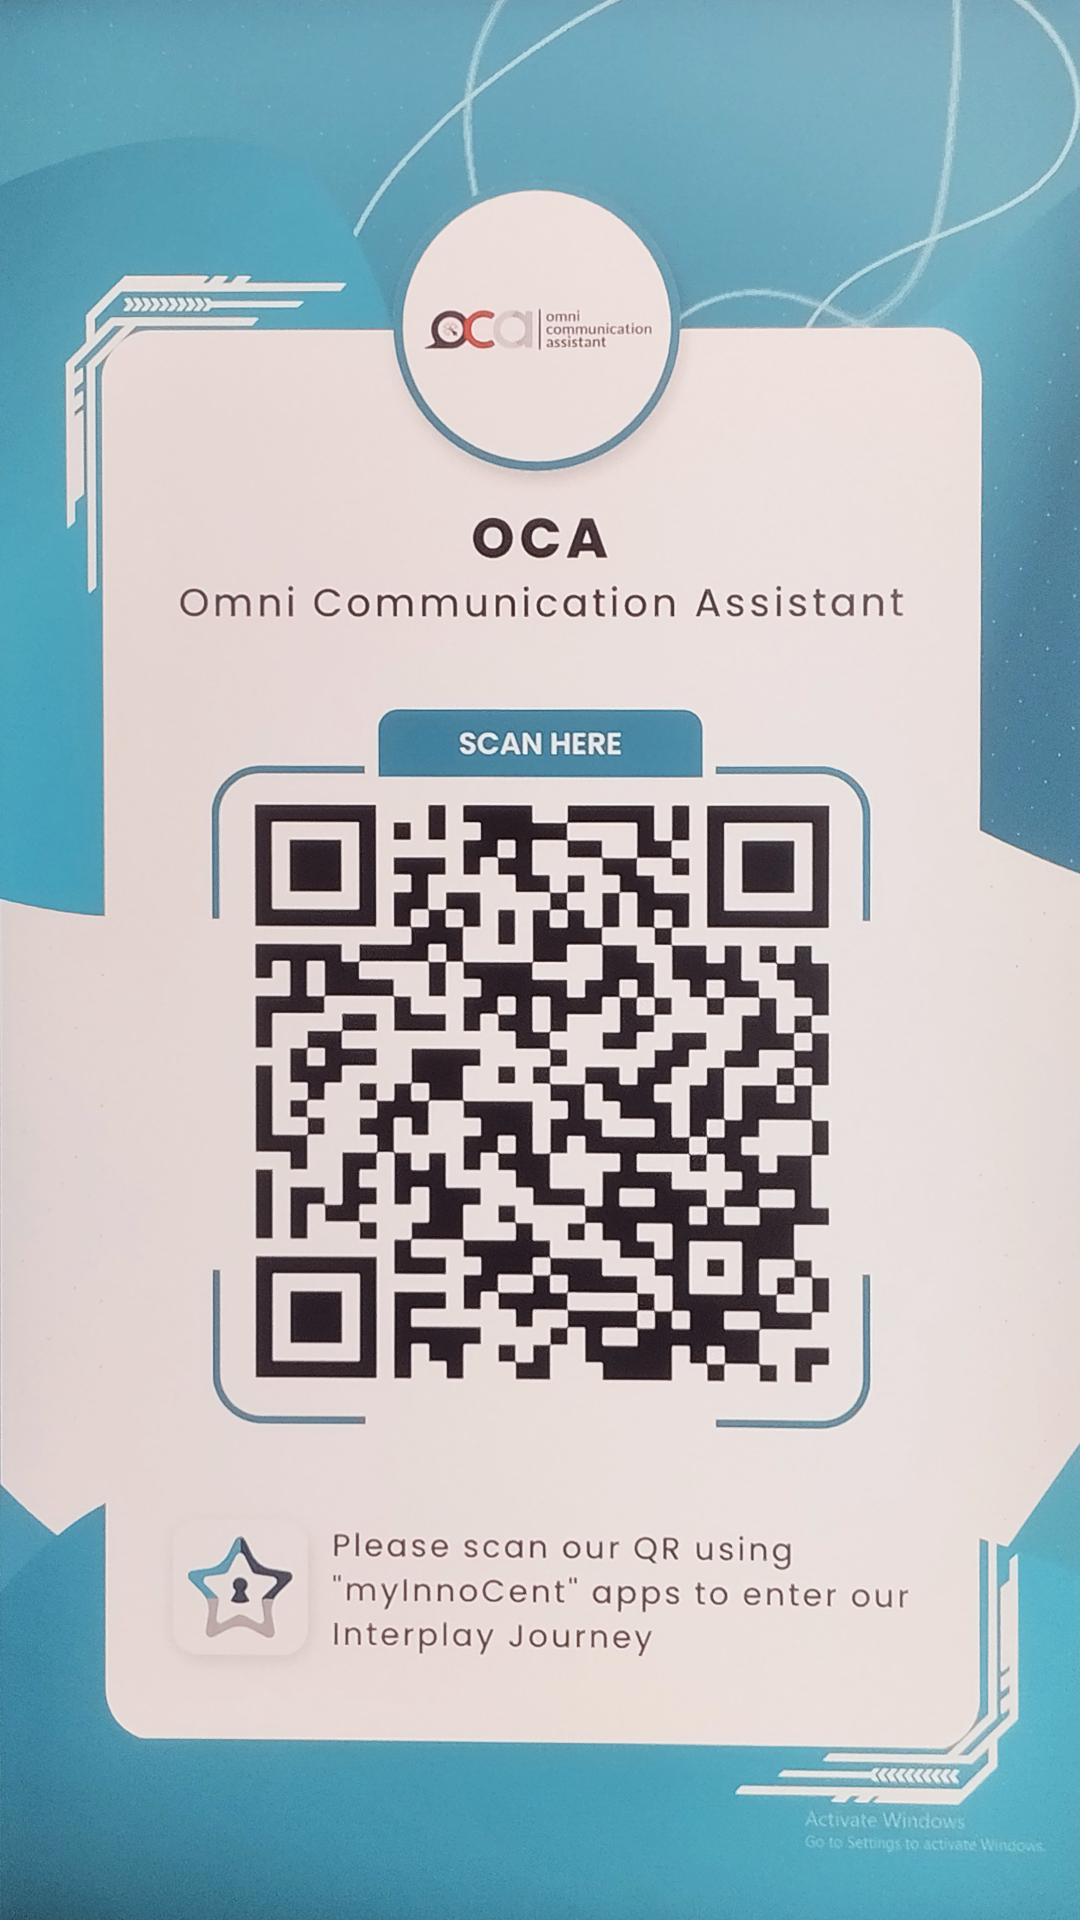 oca
omni
communication
assistant
OCA
Omni Communication Assistant
SCAN HERE
Please scan our QR using
"myInnoCent" apps to enter our
Interplay Journey
Activate Windows
Go to Settings to activate Windows.